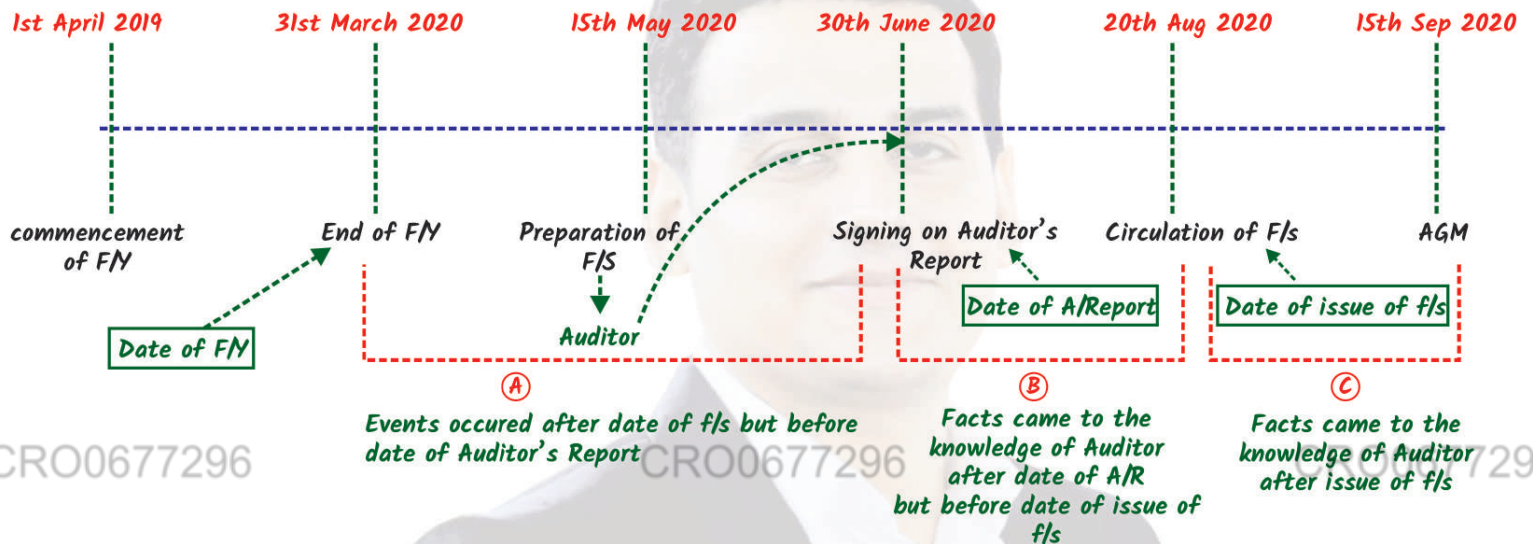 1st April 2019
31st March 2020
15th May 2020
30th June 2020
20th Aug 2020
15th Sep 2020
commencement
of F/Y
End of F/Y
Preparation of
F/S
Signing on Auditor's
Report
Circulation of F/s
AGM
Date of F/Y
Auditor
Date of A/Report
Date of issue of f/s
A
B
C
Events occured after date of f/s but before
date of Auditor's Report
Facts came to the
knowledge of Auditor
after date of A/R
but before date of issue of
f/s
Facts came to the
knowledge of Auditor
after issue of f/s
CRO0677296
CRO0677296
CRO067729